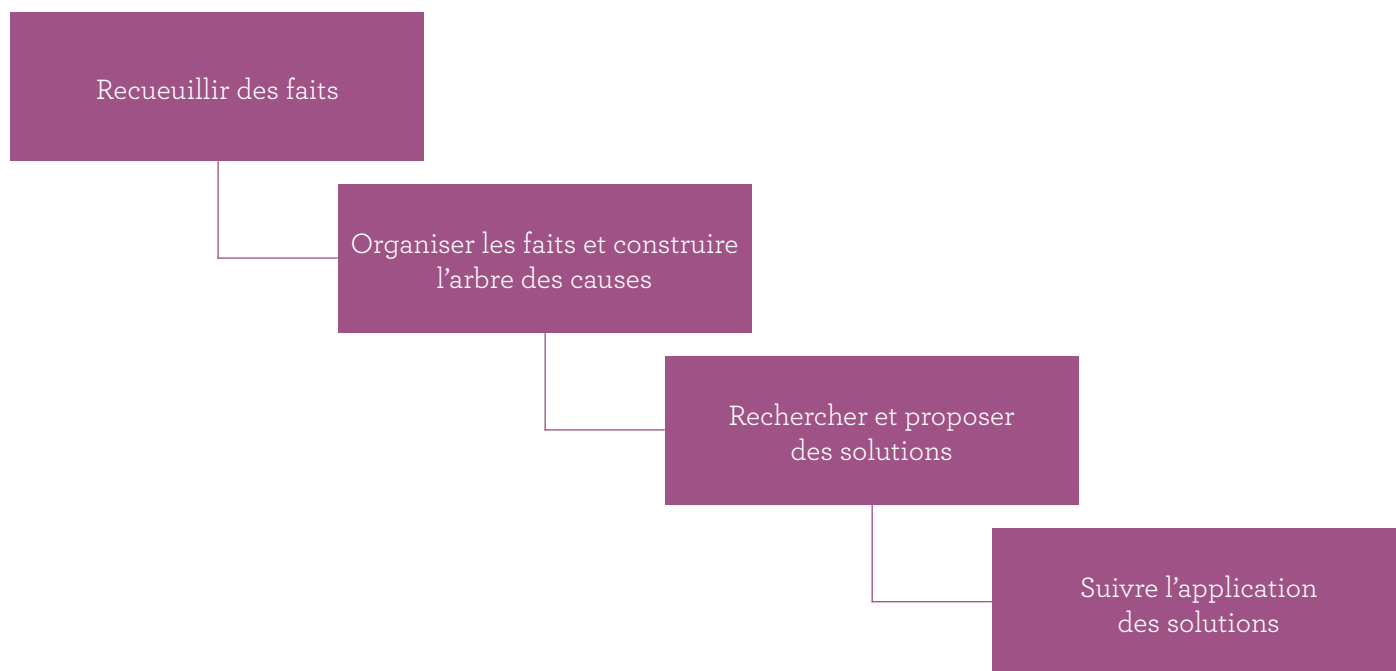 Recueuillir des faits
Organiser les faits et construire
l’arbre des causes
Rechercher et proposer
des solutions
Suivre l’application
des solutions